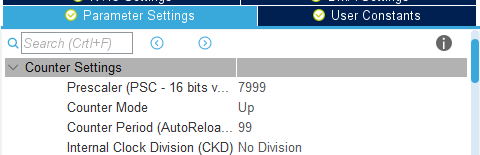 Parameter Settings
User Constants
Search (CrtI+F)
Counter Settings
Prescaler (PSC - 16 bits v... 7999
Counter Mode Up
Counter Period (AutoReloa... 99
Internal Clock Division (CKD) No Division